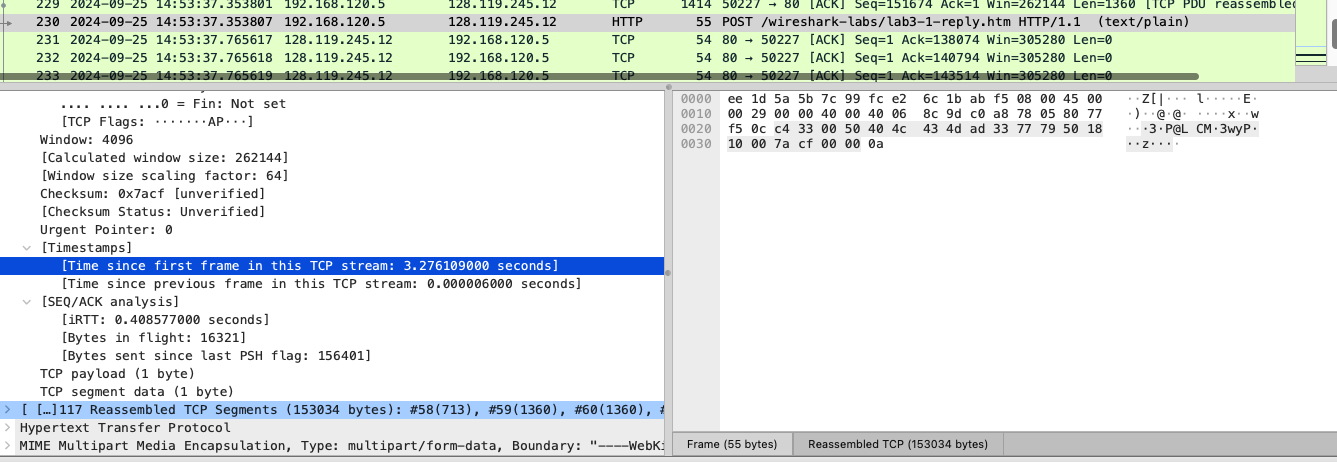 229 2024-09-25 14:53:37.353801 192.168.120.5 128.119.245.12 TCP 1414 50227 → 80 [ACK] Seq=151674 Ack=1 Win=262144 Len=1360 [TCP PDU reassembled
230 2024-09-25 14:53:37.353807 192.168.120.5 128.119.245.12 HTTP 55 POST /wireshark-labs/lab3-1-reply.htm HTTP/1.1 (text/plain)
231 2024-09-25 14:53:37.765617 128.119.245.12 192.168.120.5 TCP 54 80 → 50227 [ACK] Seq=1 Ack=138074 Win=305280 Len=0
232 2024-09-25 14:53:37.765618 128.119.245.12 192.168.120.5 TCP 54 80 → 50227 [ACK] Seq=1 Ack=140794 Win=305280 Len=0
233 2024-09-25 14:53:37.765619 128.119.245.12 192.168.120.5 TCP 54 80 → 50227 [ACK] Seq=1 Ack=143514 Win=305280 Len=0
.... .... ...0 = Fin: Not set
[TCP Flags: ·······AP···]
Window: 4096
[Calculated window size: 262144]
[Window size scaling factor: 64]
Checksum: 0x7acf [unverified]
[Checksum Status: Unverified]
Urgent Pointer: 0
[Timestamps]
[Time since first frame in this TCP stream: 3.276109000 seconds]
[Time since previous frame in this TCP stream: 0.000006000 seconds]
[SEQ/ACK analysis]
[iRTT: 0.408577000 seconds]
[Bytes in flight: 16321]
[Bytes sent since last PSH flag: 156401]
TCP payload (1 byte)
TCP segment data (1 byte)
[ […]117 Reassembled TCP Segments (153034 bytes): #58(713), #59(1360), #60(1360), #
Hypertext Transfer Protocol
MIME Multipart Media Encapsulation, Type: multipart/form-data, Boundary: "----WebKi
0000 ee 1d 5a 5b 7c 99 fc e2 6c 1b ab f5 08 00 45 00 ··Z[|··· l·····E·
0010 00 29 00 00 40 00 40 06 8c 9d c0 a8 78 05 80 77 ·)··@·@· ····x··w
0020 f5 0c c4 33 00 50 40 4c 43 4d ad 33 77 79 50 18 ···3·P@L CM·3wyP·
0030 10 00 7a cf 00 00 0a ··z····
Frame (55 bytes) Reassembled TCP (153034 bytes)